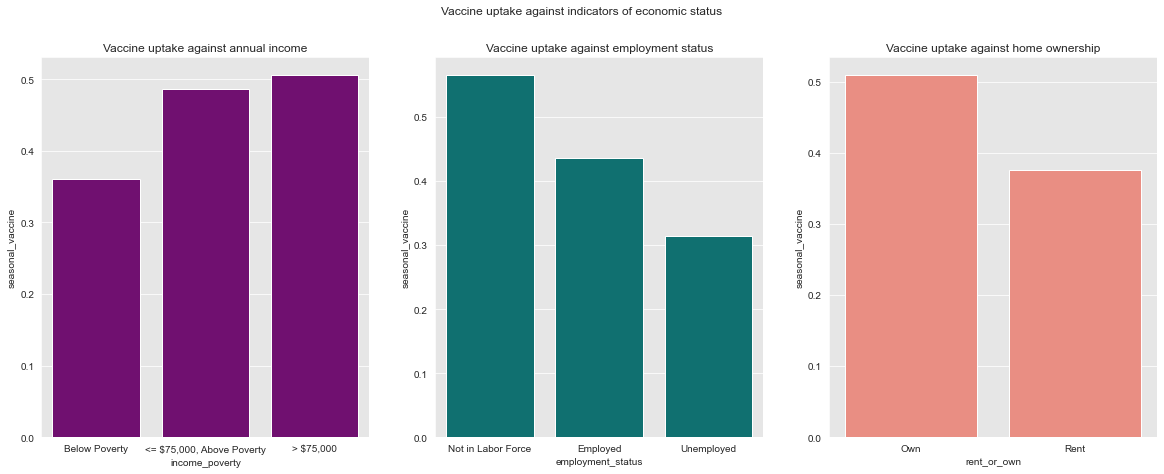 Vaccine uptake against indicators of economic status
Vaccine uptake against annual income
0.5
0.4
0.3
0.2
0.1
0.0
seasonal_vaccine
Below Poverty
<= $75,000, Above Poverty
> $75,000
income_poverty
Vaccine uptake against employment status
0.5
0.4
0.3
0.2
0.1
0.0
seasonal_vaccine
Not in Labor Force
Employed
Unemployed
employment_status
Vaccine uptake against home ownership
0.5
0.4
0.3
0.2
0.1
0.0
seasonal_vaccine
Own
Rent
rent_or_own